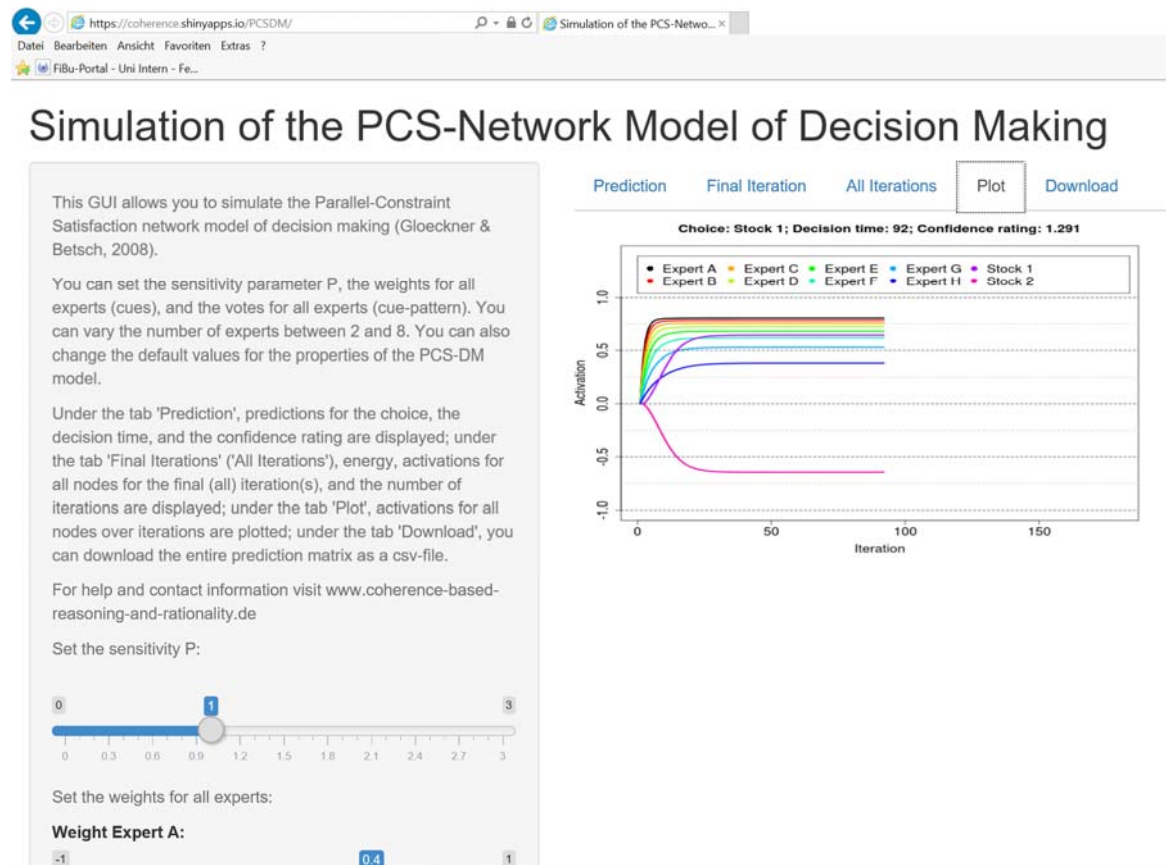 https://coherence.shinyapps.io/PCSDM/
Simulation of the PCS-Netwo... ×
Datei Bearbeiten Ansicht Favoriten Extras ?
FiBu-Portal - Uni Intern - Fe...
Simulation of the PCS-Network Model of Decision Making
This GUI allows you to simulate the Parallel-Constraint
Satisfaction network model of decision making (Gloeckner &
Betsch, 2008).
You can set the sensitivity parameter P, the weights for all
experts (cues), and the votes for all experts (cue-pattern). You
can vary the number of experts between 2 and 8. You can also
change the default values for the properties of the PCS-DM
model.
Under the tab 'Prediction', predictions for the choice, the
decision time, and the confidence rating are displayed; under
the tab 'Final Iterations' ('All Iterations'), energy, activations for
all nodes for the final (all) iteration(s), and the number of
iterations are displayed; under the tab 'Plot', activations for all
nodes over iterations are plotted; under the tab 'Download', you
can download the entire prediction matrix as a csv-file.
For help and contact information visit www.coherence-based-
reasoning-and-rationality.de
Set the sensitivity P:
0 1 3
0 0.3 0.6 0.9 1.2 1.5 1.8 2.1 2.4 2.7 3
Set the weights for all experts:
Weight Expert A:
-1 0.4 1
Prediction Final Iteration All Iterations Plot Download
Choice: Stock 1; Decision time: 92; Confidence rating: 1.291
Expert A Expert C Expert E Expert G Stock 1
Expert B Expert D Expert F Expert H Stock 2
1.0
0.5
0.0
-0.5
-1.0
Activation
0 50 100 150
Iteration